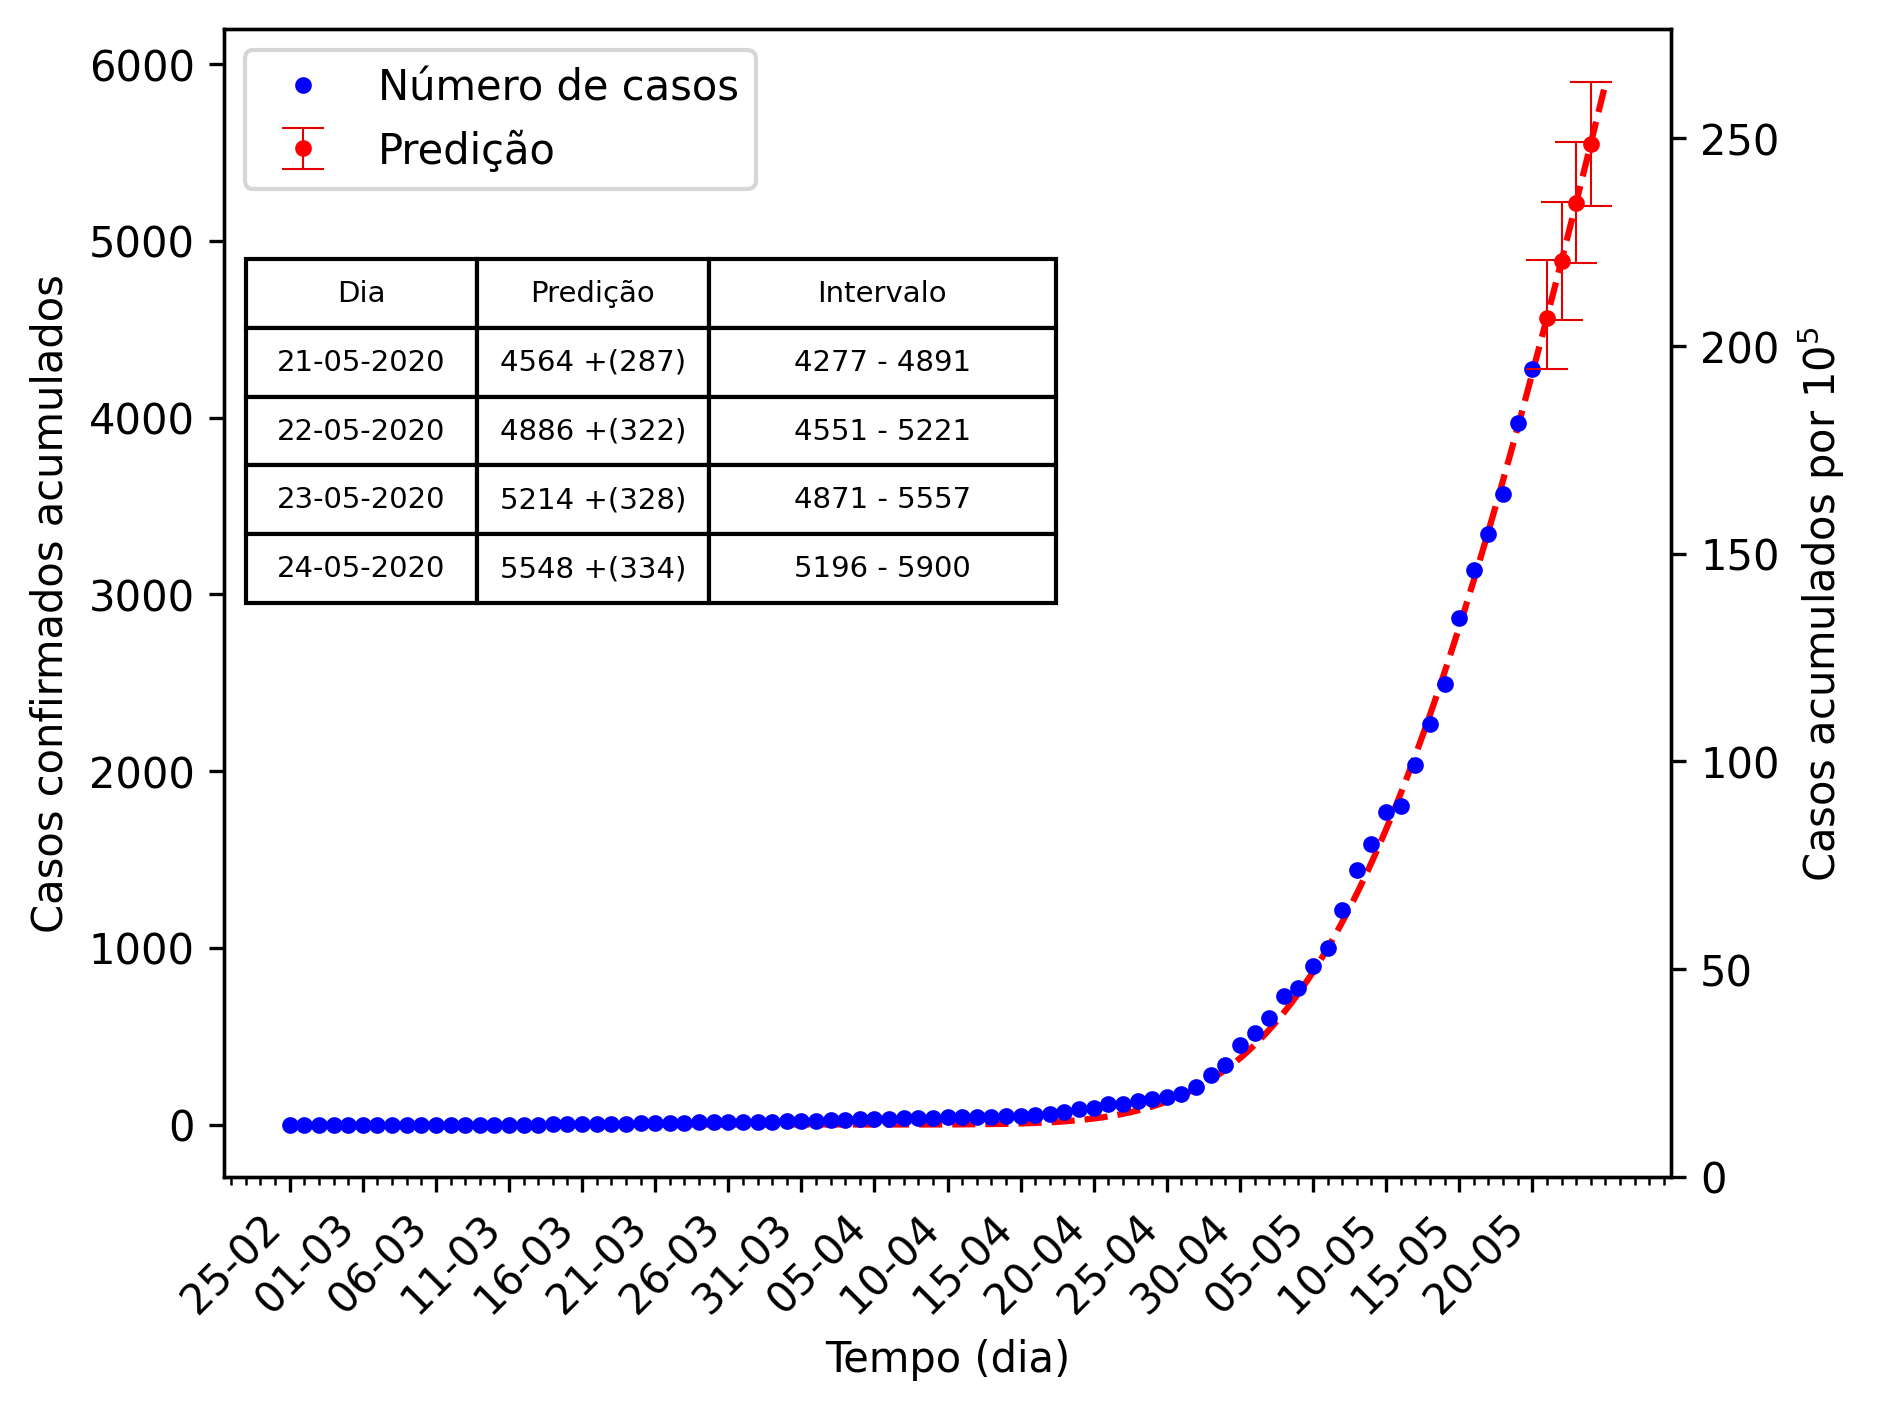 Número de casos
Predição
Dia Predição Intervalo
21-05-2020 4564 +(287) 4277 - 4891
22-05-2020 4886 +(322) 4551 - 5221
23-05-2020 5214 +(328) 4871 - 5557
24-05-2020 5548 +(334) 5196 - 5900
Casos confirmados acumulados
6000
5000
4000
3000
2000
1000
0
Casos acumulados por 10⁵
250
200
150
100
50
0
25-02 01-03 06-03 11-03 16-03 21-03 26-03 31-03 05-04 10-04 15-04 20-04 25-04 30-04 05-05 10-05 15-05 20-05
Tempo (dia)